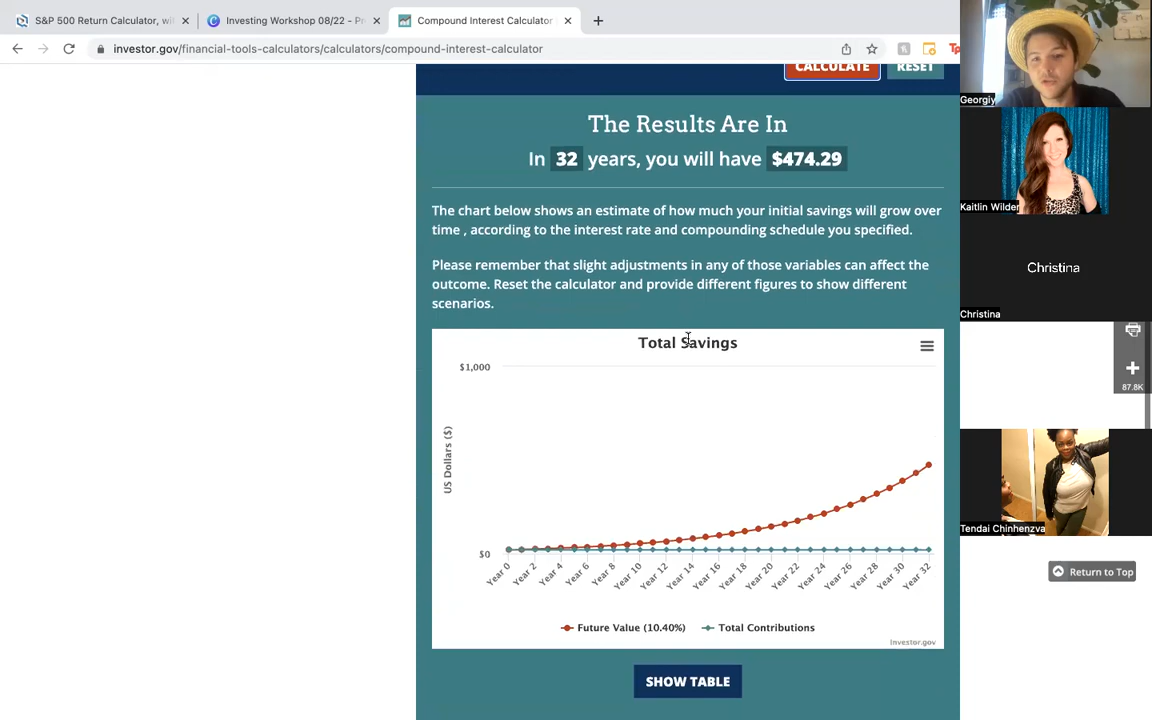 S&P 500 Return Calculator, wi
Investing Workshop 08/22 - Pr
Compound Interest Calculator
investor.gov/financial-tools-calculators/calculators/compound-interest-calculator
CALCULATE
RESET
The Results Are In
In 32 years, you will have $474.29
The chart below shows an estimate of how much your initial savings will grow over
time , according to the interest rate and compounding schedule you specified.
Please remember that slight adjustments in any of those variables can affect the
outcome. Reset the calculator and provide different figures to show different
scenarios.
Total Savings
$1,000
US Dollars ($)
$0
Year 0
Year 2
Year 4
Year 6
Year 8
Year 10
Year 12
Year 14
Year 16
Year 18
Year 20
Year 22
Year 24
Year 26
Year 28
Year 30
Year 32
Future Value (10.40%)
Total Contributions
Investor.gov
SHOW TABLE
Georgiy
Kaitlin Wilder
Christina
Christina
87.8K
Tendai Chinhenzva
Return to Top